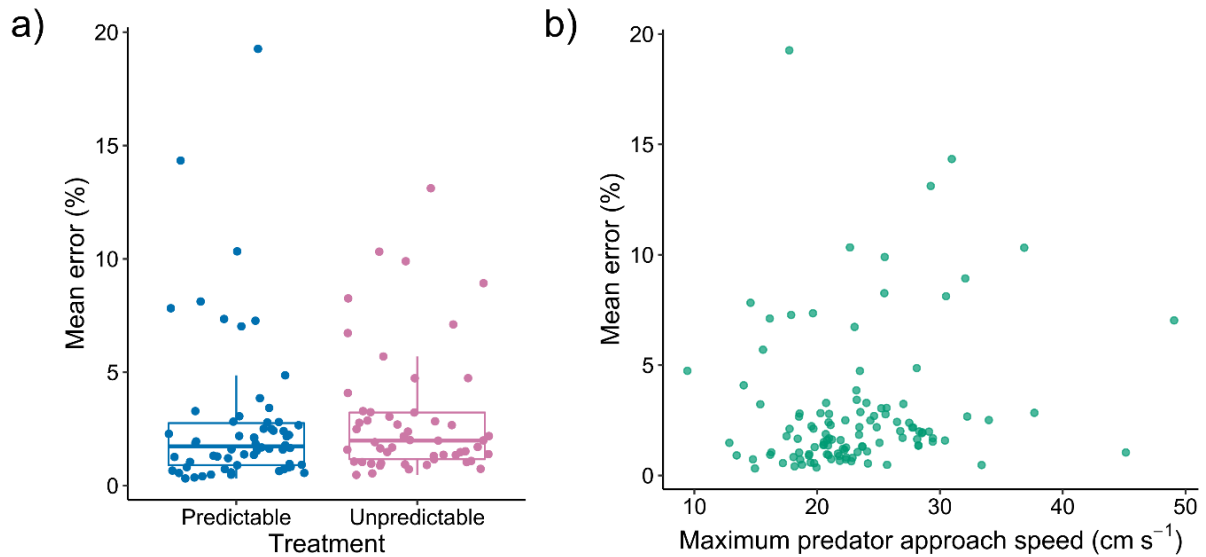 a)
20
15
10
5
0
Mean error (%)
Predictable Unpredictable
Treatment
b)
20
15
10
5
0
Mean error (%)
10 20 30 40 50
Maximum predator approach speed (cm s⁻¹)